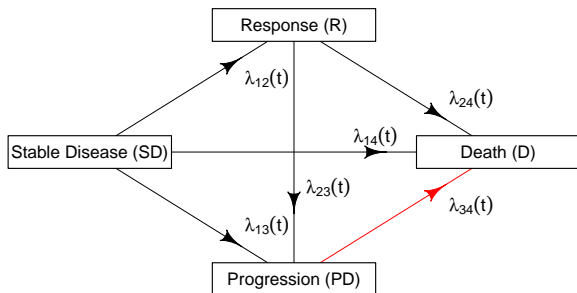 Response (R)
λ12(t)
λ24(t)
Stable Disease (SD)
λ14(t)
Death (D)
λ23(t)
λ34(t)
λ13(t)
Progression (PD)